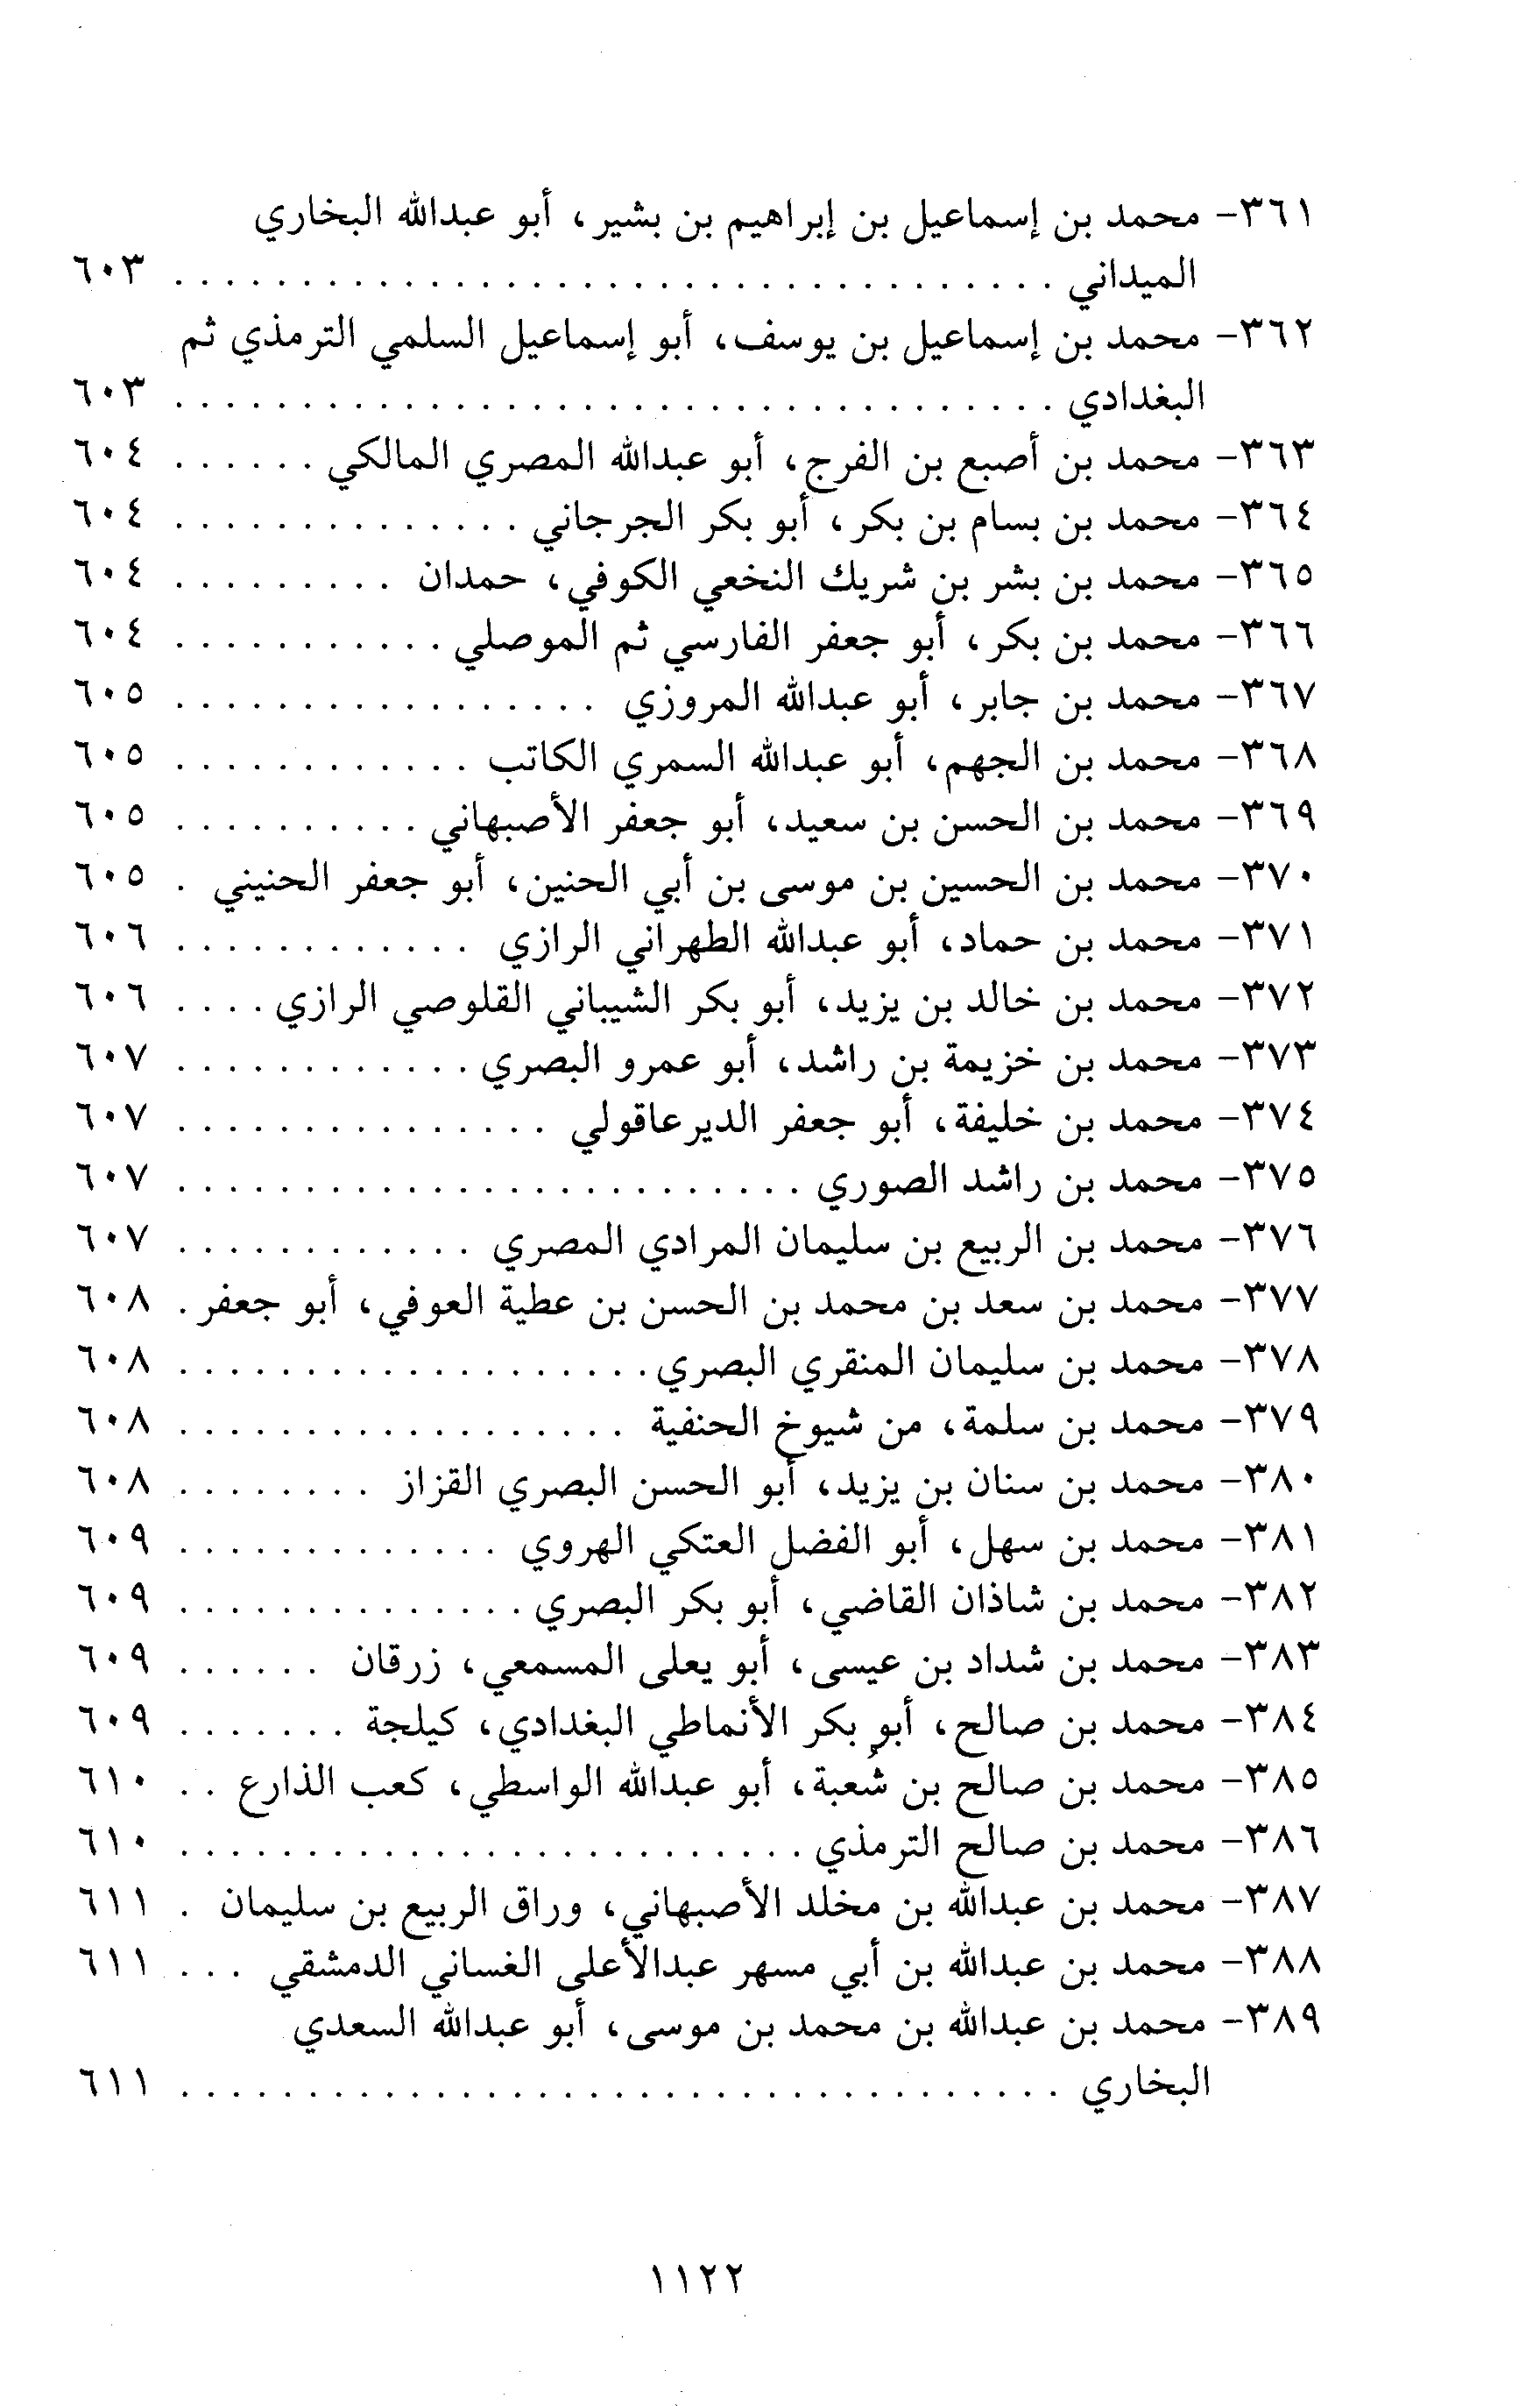 ٣٦١- محمد بن إسماعيل بن إبراهيم بن بشير، أبو عبدالله البخاري
الميداني . . . . . . . . . . . . . . . . . . . . . . . . . . . . . . . . . . . ٦٠٣
٣٦٢- محمد بن إسماعيل بن يوسف، أبو إسماعيل السلمي الترمذي ثم
البغدادي . . . . . . . . . . . . . . . . . . . . . . . . . . . . . . . . . . . ٦٠٣
٣٦٣- محمد بن أصبع بن الفرج، أبو عبدالله المصري المالكي . . . . . . ٦٠٤
٣٦٤- محمد بن بسام بن بكر، أبو بكر الجرجاني . . . . . . . . . . . . . . ٦٠٤
٣٦٥- محمد بن بشر بن شريك النخعي الكوفي، حمدان . . . . . . . . . ٦٠٤
٣٦٦- محمد بن بكر، أبو جعفر الفارسي ثم الموصلي . . . . . . . . . . . ٦٠٤
٣٦٧- محمد بن جابر، أبو عبدالله المروزي . . . . . . . . . . . . . . . . . ٦٠٥
٣٦٨- محمد بن الجهم، أبو عبدالله السمري الكاتب . . . . . . . . . . . . ٦٠٥
٣٦٩- محمد بن الحسن بن سعيد، أبو جعفر الأصبهاني . . . . . . . . . . ٦٠٥
٣٧٠- محمد بن الحسين بن موسى بن أبي الحنين، أبو جعفر الحنيني . ٦٠٥
٣٧١- محمد بن حماد، أبو عبدالله الطهراني الرازي . . . . . . . . . . . . ٦٠٦
٣٧٢- محمد بن خالد بن يزيد، أبو بكر الشيباني القلوصي الرازي . . . . ٦٠٦
٣٧٣- محمد بن خزيمة بن راشد، أبو عمرو البصري . . . . . . . . . . . . ٦٠٧
٣٧٤- محمد بن خليفة، أبو جعفر الديرعاقولي . . . . . . . . . . . . . . . ٦٠٧
٣٧٥- محمد بن راشد الصوري . . . . . . . . . . . . . . . . . . . . . . . . . ٦٠٧
٣٧٦- محمد بن الربيع بن سليمان المرادي المصري . . . . . . . . . . . . ٦٠٧
٣٧٧- محمد بن سعد بن محمد بن الحسن بن عطية العوفي، أبو جعفر . ٦٠٨
٣٧٨- محمد بن سليمان المنقري البصري . . . . . . . . . . . . . . . . . . . ٦٠٨
٣٧٩- محمد بن سلمة، من شيوخ الحنفية . . . . . . . . . . . . . . . . . . ٦٠٨
٣٨٠- محمد بن سنان بن يزيد، أبو الحسن البصري القزاز . . . . . . . . ٦٠٨
٣٨١- محمد بن سهل، أبو الفضل العتكي الهروي . . . . . . . . . . . . . ٦٠٩
٣٨٢- محمد بن شاذان القاضي، أبو بكر البصري . . . . . . . . . . . . . . ٦٠٩
٣٨٣- محمد بن شداد بن عيسى، أبو يعلى المسمعي، زرقان . . . . . . ٦٠٩
٣٨٤- محمد بن صالح، أبو بكر الأنماطي البغدادي، كيلجة . . . . . . . ٦٠٩
٣٨٥- محمد بن صالح بن شُعبة، أبو عبدالله الواسطي، كعب الذارع . . ٦١٠
٣٨٦- محمد بن صالح الترمذي . . . . . . . . . . . . . . . . . . . . . . . . . ٦١٠
٣٨٧- محمد بن عبدالله بن مخلد الأصبهاني، وراق الربيع بن سليمان . ٦١١
٣٨٨- محمد بن عبدالله بن أبي مسهر عبدالأعلى الغساني الدمشقي . . . ٦١١
٣٨٩- محمد بن عبدالله بن محمد بن موسى، أبو عبدالله السعدي
البخاري . . . . . . . . . . . . . . . . . . . . . . . . . . . . . . . . . . . ٦١١
١١٢٢